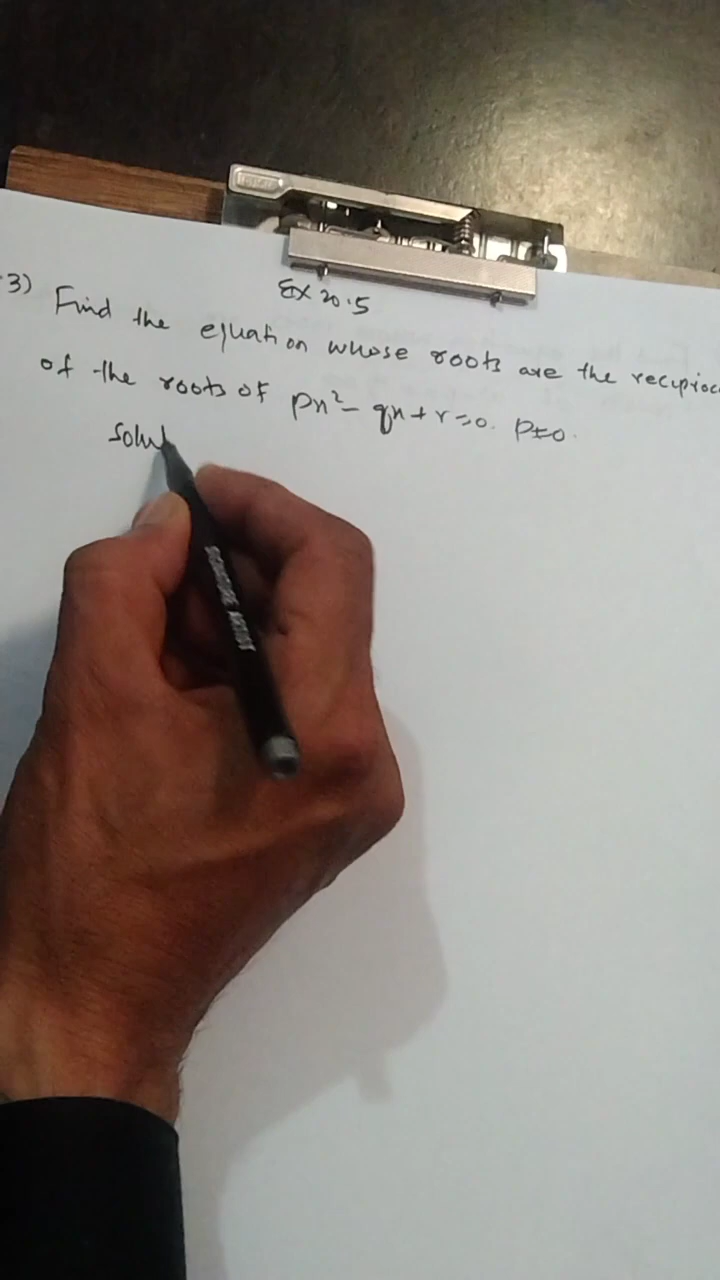 Ex 20.5
3) Find the equation whose roots are the reciproc
of the roots of px²- qx+r=0. p≠0.
Solut